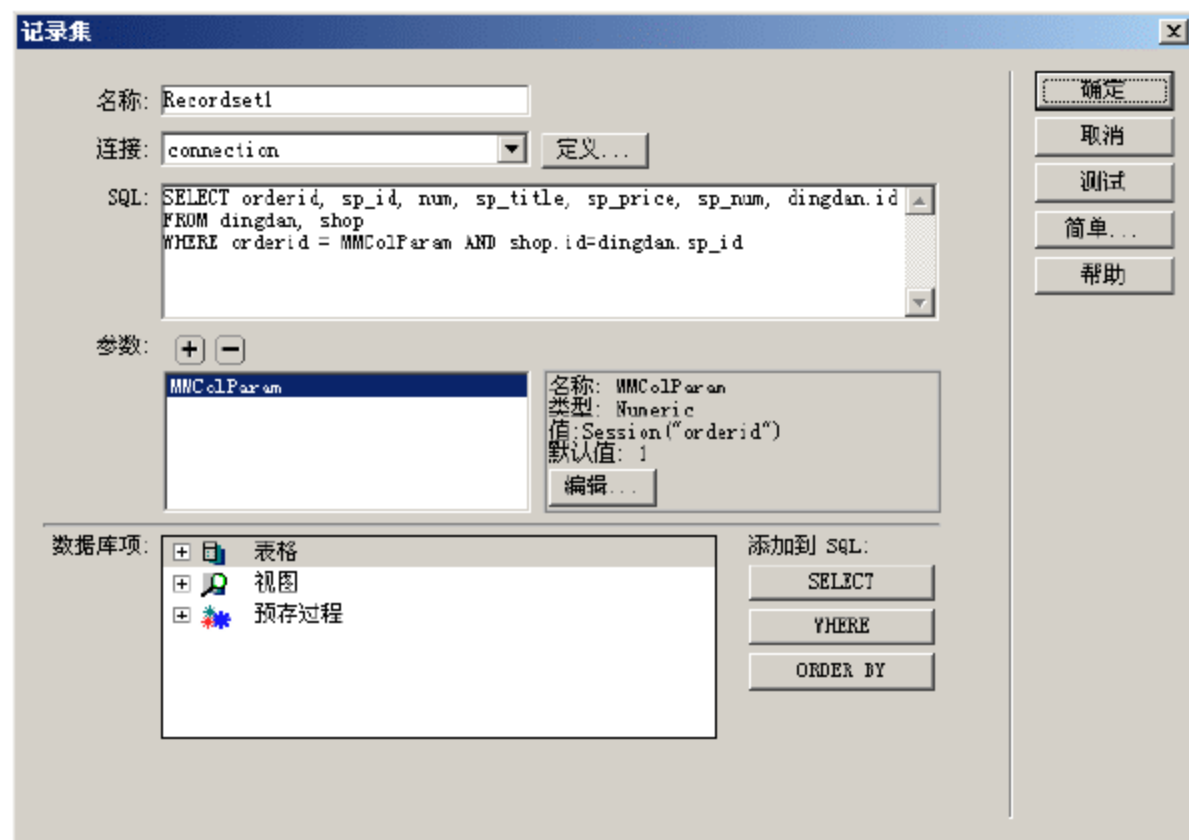 记录集
名称: Recordset1
连接: connection 定义...
SQL: SELECT orderid, sp_id, num, sp_title, sp_price, sp_num, dingdan.id
FROM dingdan, shop
WHERE orderid = MMColParam AND shop.id=dingdan.sp_id
参数:
MMColParam
名称: MMColParam
类型: Numeric
值:Session("orderid")
默认值: 1
编辑...
数据库项:
表格
视图
预存过程
添加到 SQL:
SELECT
WHERE
ORDER BY
确定
取消
测试
简单...
帮助